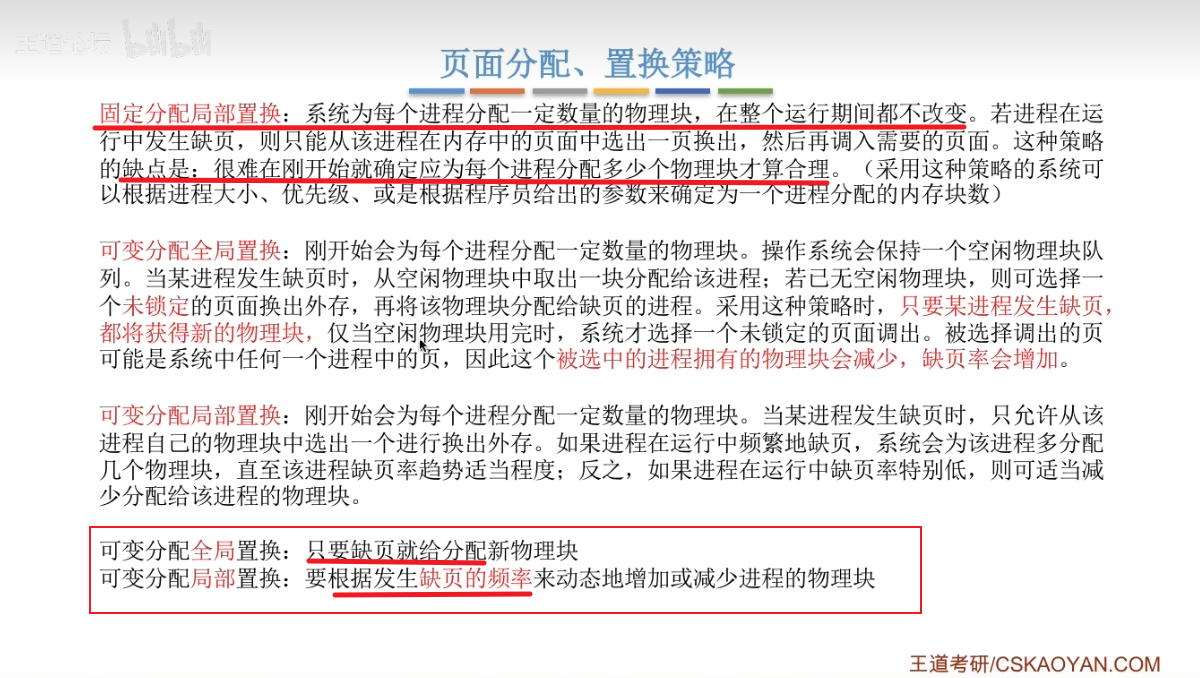 王道论坛 bilibili
页面分配、置换策略
固定分配局部置换：系统为每个进程分配一定数量的物理块，在整个运行期间都不改变。若进程在运
行中发生缺页，则只能从该进程在内存中的页面中选出一页换出，然后再调入需要的页面。这种策略
的缺点是：很难在刚开始就确定应为每个进程分配多少个物理块才算合理。（采用这种策略的系统可
以根据进程大小、优先级、或是根据程序员给出的参数来确定为一个进程分配的内存块数）
可变分配全局置换：刚开始会为每个进程分配一定数量的物理块。操作系统会保持一个空闲物理块队
列。当某进程发生缺页时，从空闲物理块中取出一块分配给该进程；若已无空闲物理块，则可选择一
个未锁定的页面换出外存，再将该物理块分配给缺页的进程。采用这种策略时，只要某进程发生缺页，
都将获得新的物理块，仅当空闲物理块用完时，系统才选择一个未锁定的页面调出。被选择调出的页
可能是系统中任何一个进程中的页，因此这个被选中的进程拥有的物理块会减少，缺页率会增加。
可变分配局部置换：刚开始会为每个进程分配一定数量的物理块。当某进程发生缺页时，只允许从该
进程自己的物理块中选出一个进行换出外存。如果进程在运行中频繁地缺页，系统会为该进程多分配
几个物理块，直至该进程缺页率趋势适当程度；反之，如果进程在运行中缺页率特别低，则可适当减
少分配给该进程的物理块。
可变分配全局置换：只要缺页就给分配新物理块
可变分配局部置换：要根据发生缺页的频率来动态地增加或减少进程的物理块
王道考研/CSKAOYAN.COM